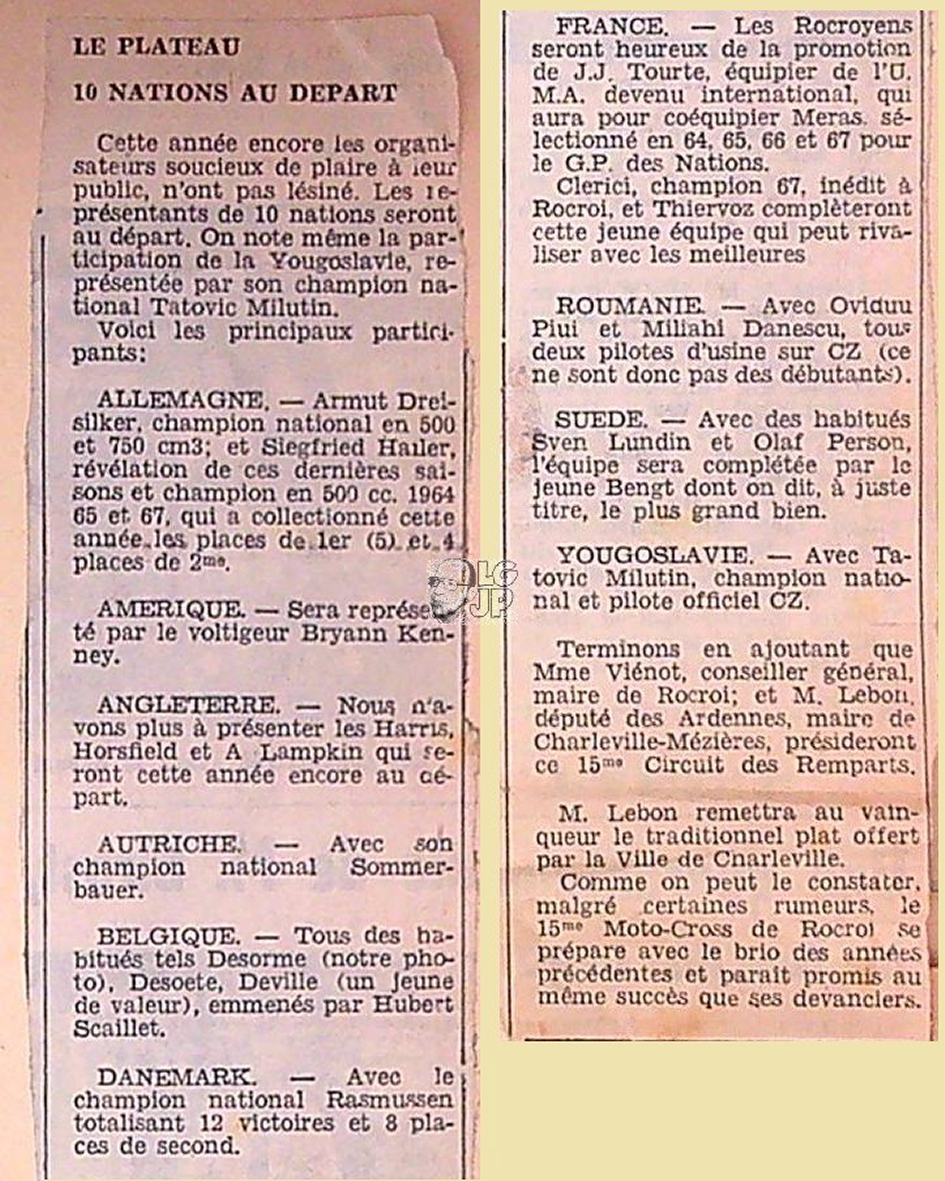 LE PLATEAU
10 NATIONS AU DEPART
Cette année encore les organi-
sateurs soucieux de plaire à leur
public, n'ont pas lésiné. Les re-
présentants de 10 nations seront
au départ. On note même la par-
ticipation de la Yougoslavie, re-
présentée par son champion na-
tional Tatovic Milutin.
Voici les principaux partici-
pants:
ALLEMAGNE. — Armut Drei-
silker, champion national en 500
et 750 cm3; et Siegfried Hailer,
révélation de ces dernières sai-
sons et champion en 500 cc. 1964
65 et 67, qui a collectionné cette
année les places de 1er (5) et 4
places de 2me.
AMERIQUE. — Sera représen-
té par le voltigeur Bryann Ken-
ney.
ANGLETERRE. — Nous n'a-
vons plus à présenter les Harris,
Horsfield et A Lampkin qui se-
ront cette année encore au dé-
part.
AUTRICHE. — Avec son
champion national Sommer-
bauer.
BELGIQUE. — Tous des ha-
bitués tels Desorme (notre pho-
to), Desoete, Deville (un jeune
de valeur), emmenés par Hubert
Scaillet.
DANEMARK. — Avec le
champion national Rasmussen
totalisant 12 victoires et 8 pla-
ces de second.
FRANCE. — Les Rocroyens
seront heureux de la promotion
de J.J. Tourte, équipier de l'U.
M.A. devenu international, qui
aura pour coéquipier Meras. sé-
lectionné en 64, 65, 66 et 67 pour
le G.P. des Nations.
Clerici, champion 67, inédit à
Rocroi, et Thiervoz complèteront
cette jeune équipe qui peut riva-
liser avec les meilleures
ROUMANIE. — Avec Oviduu
Piui et Miliahi Danescu, tous
deux pilotes d'usine sur CZ (ce
ne sont donc pas des débutants).
SUEDE. — Avec des habitués
Sven Lundin et Olaf Person,
l'équipe sera complétée par le
jeune Bengt dont on dit, à juste
titre, le plus grand bien.
YOUGOSLAVIE. — Avec Ta-
tovic Milutin, champion natio-
nal et pilote officiel CZ.
Terminons en ajoutant que
Mme Viénot, conseiller général,
maire de Rocroi; et M. Lebon,
député des Ardennes, maire de
Charleville-Mézières, présideront
ce 15me Circuit des Remparts.
M. Lebon remettra au vain-
queur le traditionnel plat offert
par la Ville de Charleville.
Comme on peut le constater,
malgré certaines rumeurs, le
15me Moto-Cross de Rocroi se
prépare avec le brio des années
précédentes et parait promis au
même succès que ses devanciers.
LG
JP